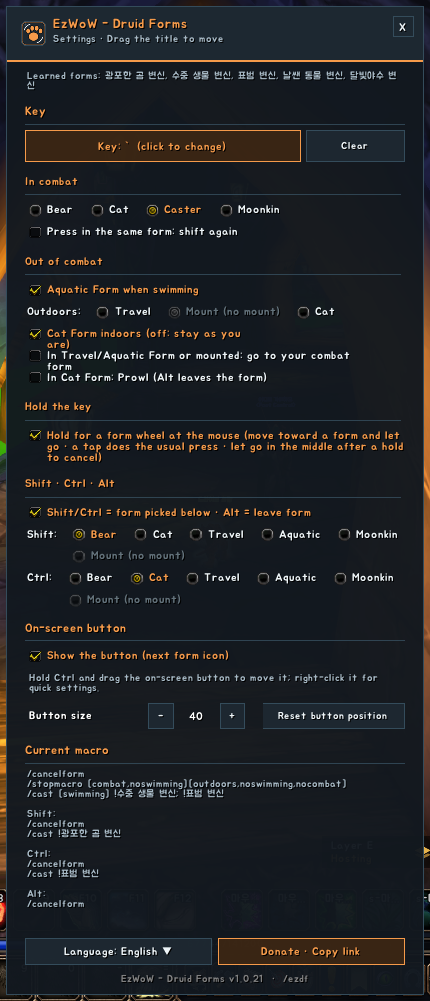 EzWoW - Druid Forms
Settings · Drag the title to move
X
Learned forms: 광포한 곰 변신, 수중 생물 변신, 표범 변신, 날쌘 동물 변신, 달빛야수 변
신
Key
Key: ` (click to change)
Clear
In combat
Bear Cat Caster Moonkin
Press in the same form: shift again
Out of combat
Aquatic Form when swimming
Outdoors: Travel Mount (no mount) Cat
Cat Form indoors (off: stay as you
are)
In Travel/Aquatic Form or mounted: go to your combat
form
In Cat Form: Prowl (Alt leaves the form)
Hold the key
Hold for a form wheel at the mouse (move toward a form and let
go · a tap does the usual press · let go in the middle after a hold
to cancel)
Shift · Ctrl · Alt
Shift/Ctrl = form picked below · Alt = leave form
Shift: Bear Cat Travel Aquatic Moonkin
Mount (no mount)
Ctrl: Bear Cat Travel Aquatic Moonkin
Mount (no mount)
On-screen button
Show the button (next form icon)
Hold Ctrl and drag the on-screen button to move it; right-click it for
quick settings.
Button size - 40 + Reset button position
Current macro
/cancelform
/stopmacro [combat,noswimming][outdoors,noswimming,nocombat]
/cast [swimming] !수중 생물 변신; !표범 변신
Shift:
/cancelform
/cast !광포한 곰 변신
Ctrl:
/cancelform
/cast !표범 변신
Alt:
/cancelform
Language: English ▼
Donate · Copy link
EzWoW - Druid Forms v1.0.21 · /ezdf